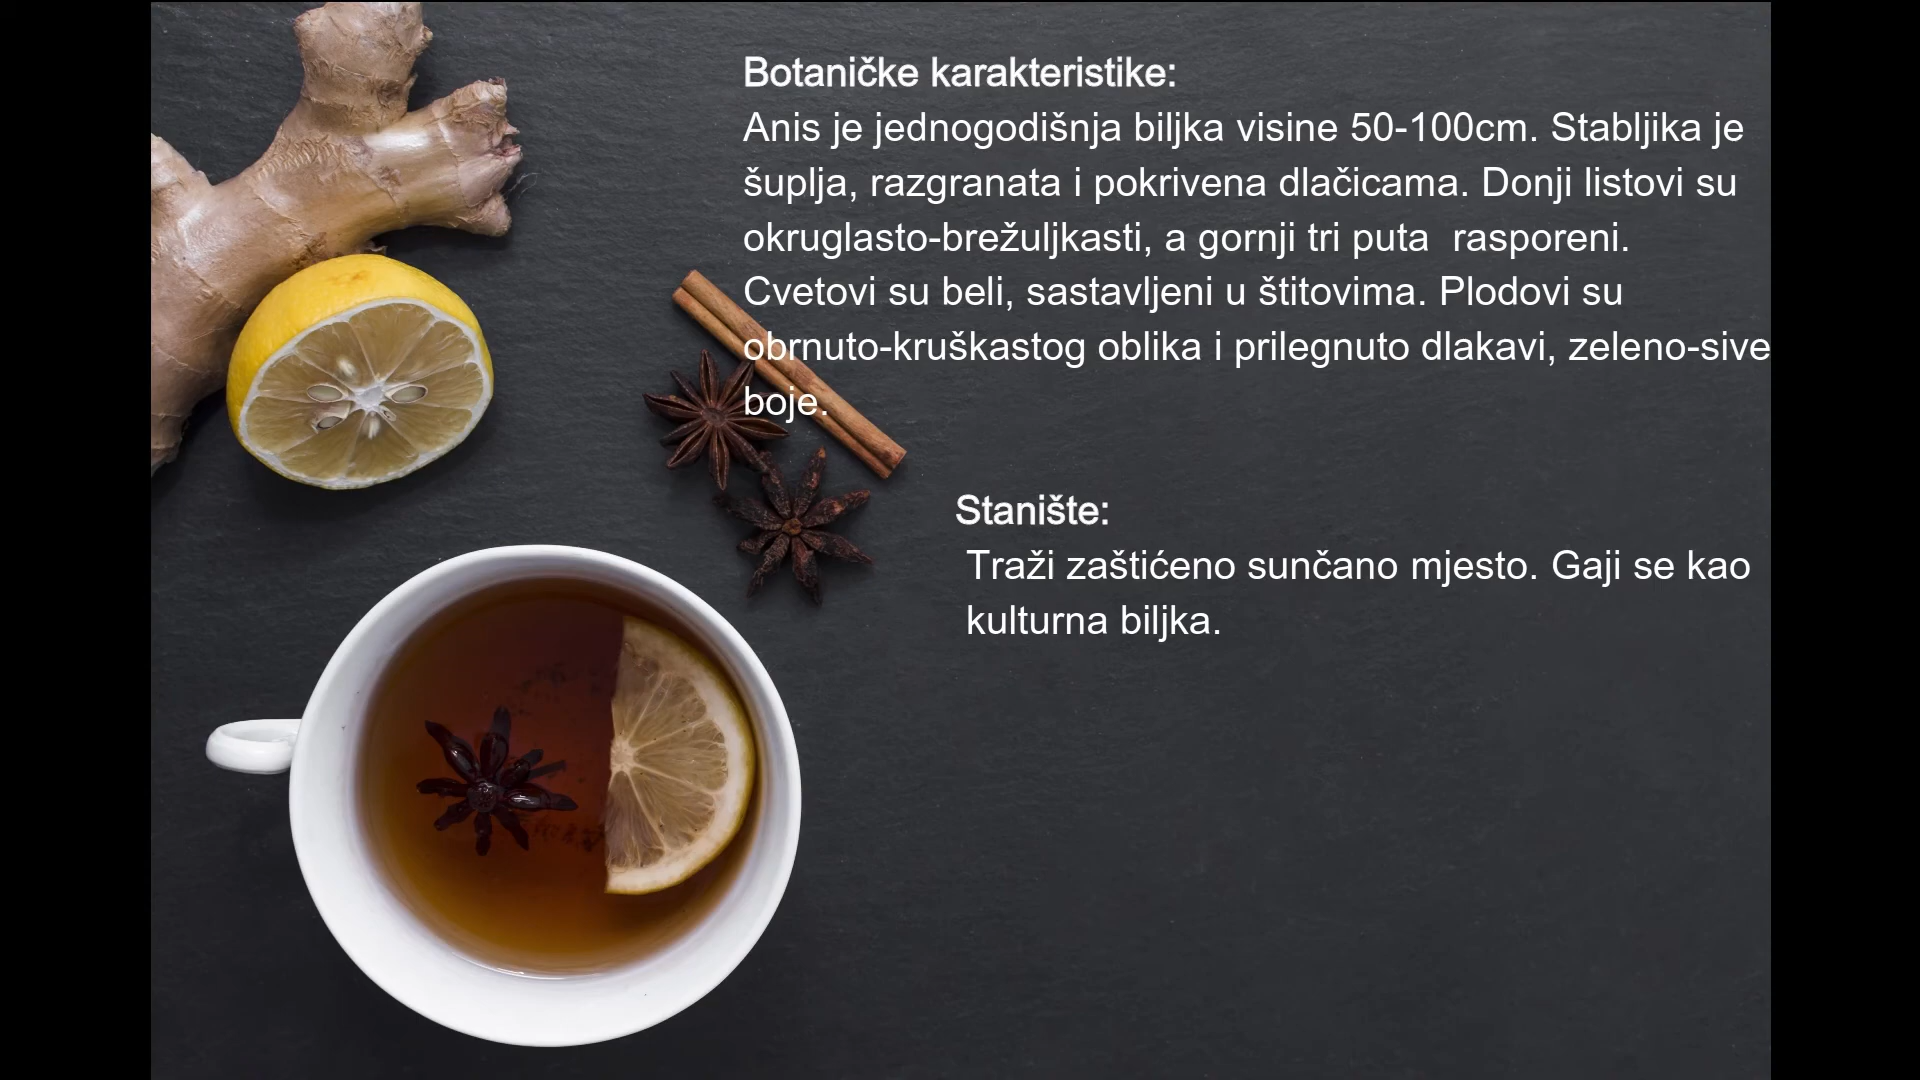 Botaničke karakteristike:
Anis je jednogodišnja biljka visine 50-100cm. Stabljika je
šuplja, razgranata i pokrivena dlačicama. Donji listovi su
okruglasto-brežuljkasti, a gornji tri puta  rasporeni.
Cvetovi su beli, sastavljeni u štitovima. Plodovi su
obrnuto-kruškastog oblika i prilegnuto dlakavi, zeleno-sive
boje.
Stanište:
Traži zaštićeno sunčano mjesto. Gaji se kao
kulturna biljka.